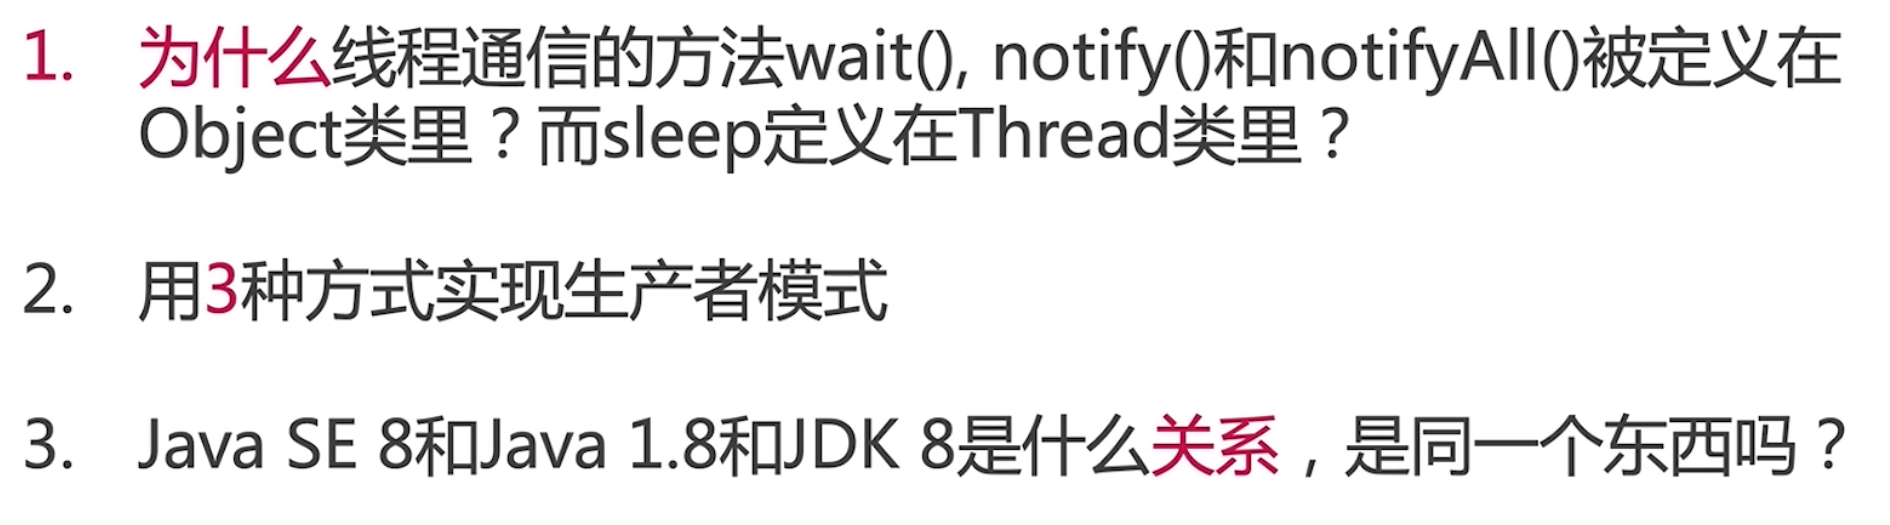 1. 为什么线程通信的方法wait(), notify()和notifyAll()被定义在
Object类里？而sleep定义在Thread类里？
2. 用3种方式实现生产者模式
3. Java SE 8和Java 1.8和JDK 8是什么关系，是同一个东西吗？